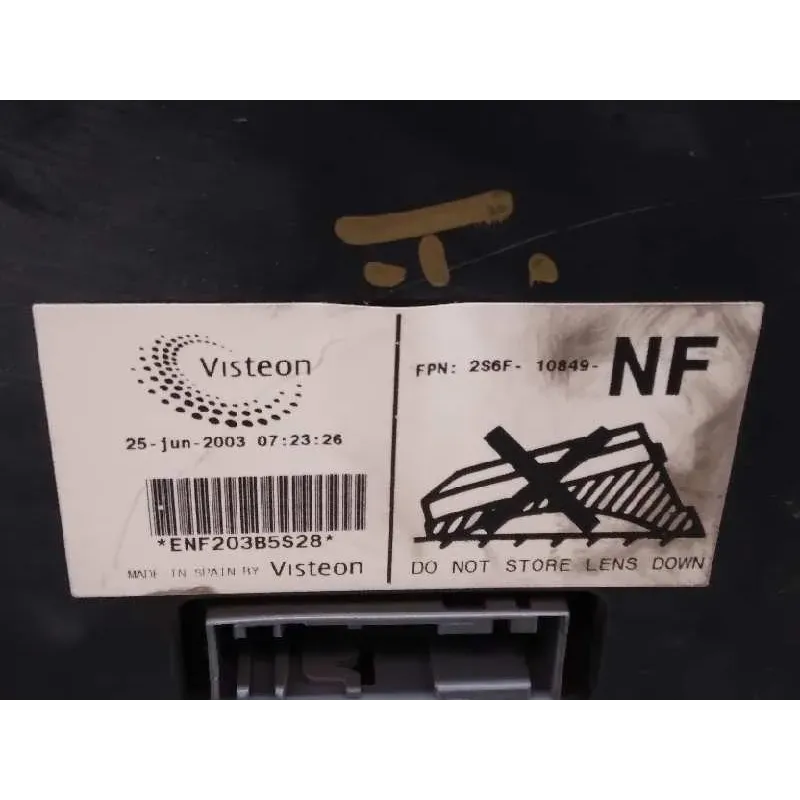 Visteon
25-jun-2003 07:23:26
*ENF203B5S28*
MADE IN SPAIN BY Visteon
FPN: 2S6F- 10849- NF
DO NOT STORE LENS DOWN